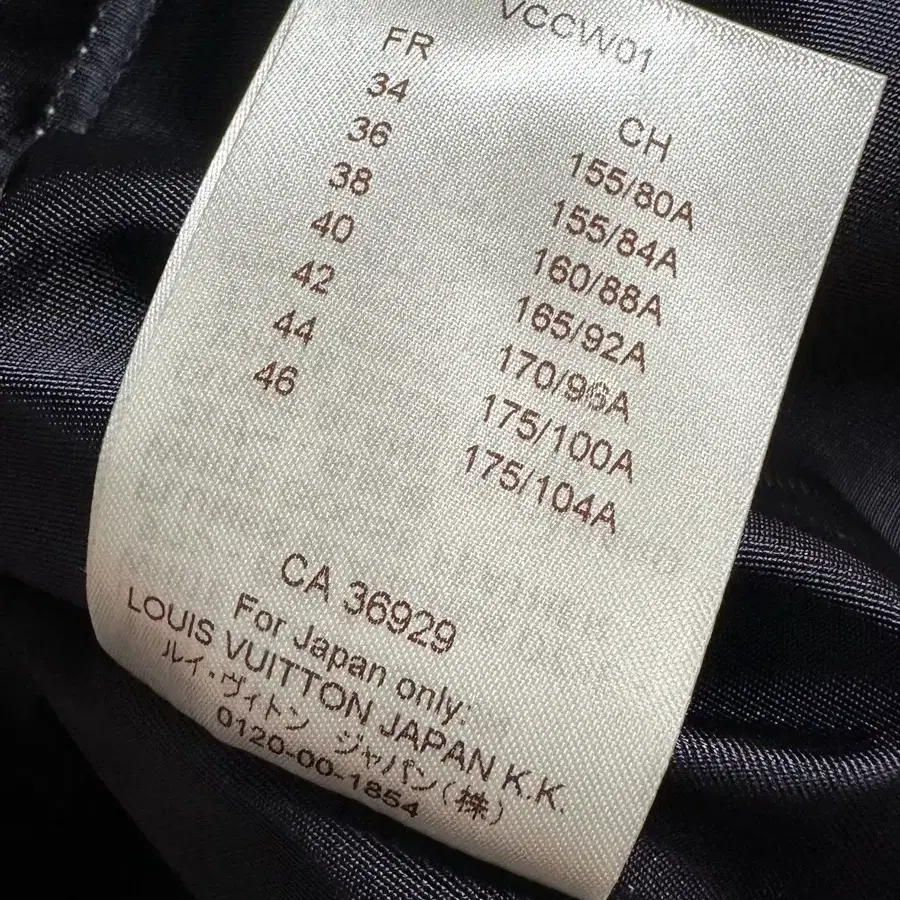 VCCW01
FR CH
34 155/80A
36 155/84A
38 160/88A
40 165/92A
42 170/96A
44 175/100A
46 175/104A
CA 36929
For Japan only:
LOUIS VUITTON JAPAN K.K.
ルイ・ヴィトン ジャパン(株)
0120-00-1854